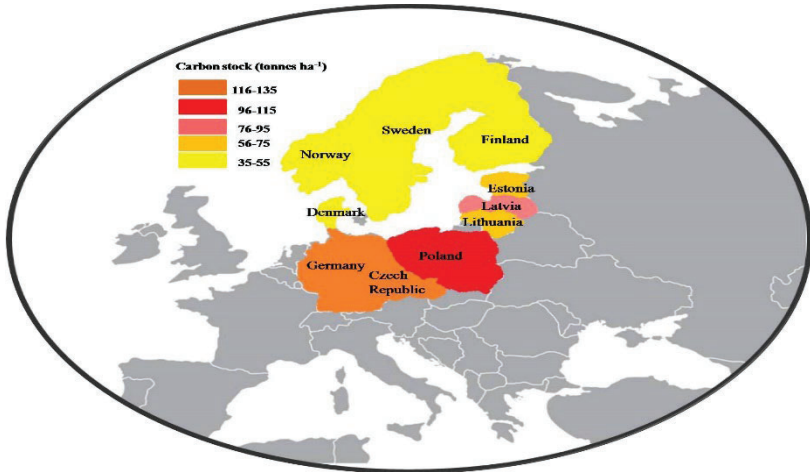 Carbon stock (tonnes ha⁻¹)
116-135
96-115
76-95
56-75
35-55
Sweden
Finland
Norway
Estonia
Latvia
Denmark
Lithuania
Germany
Poland
Czech
Republic